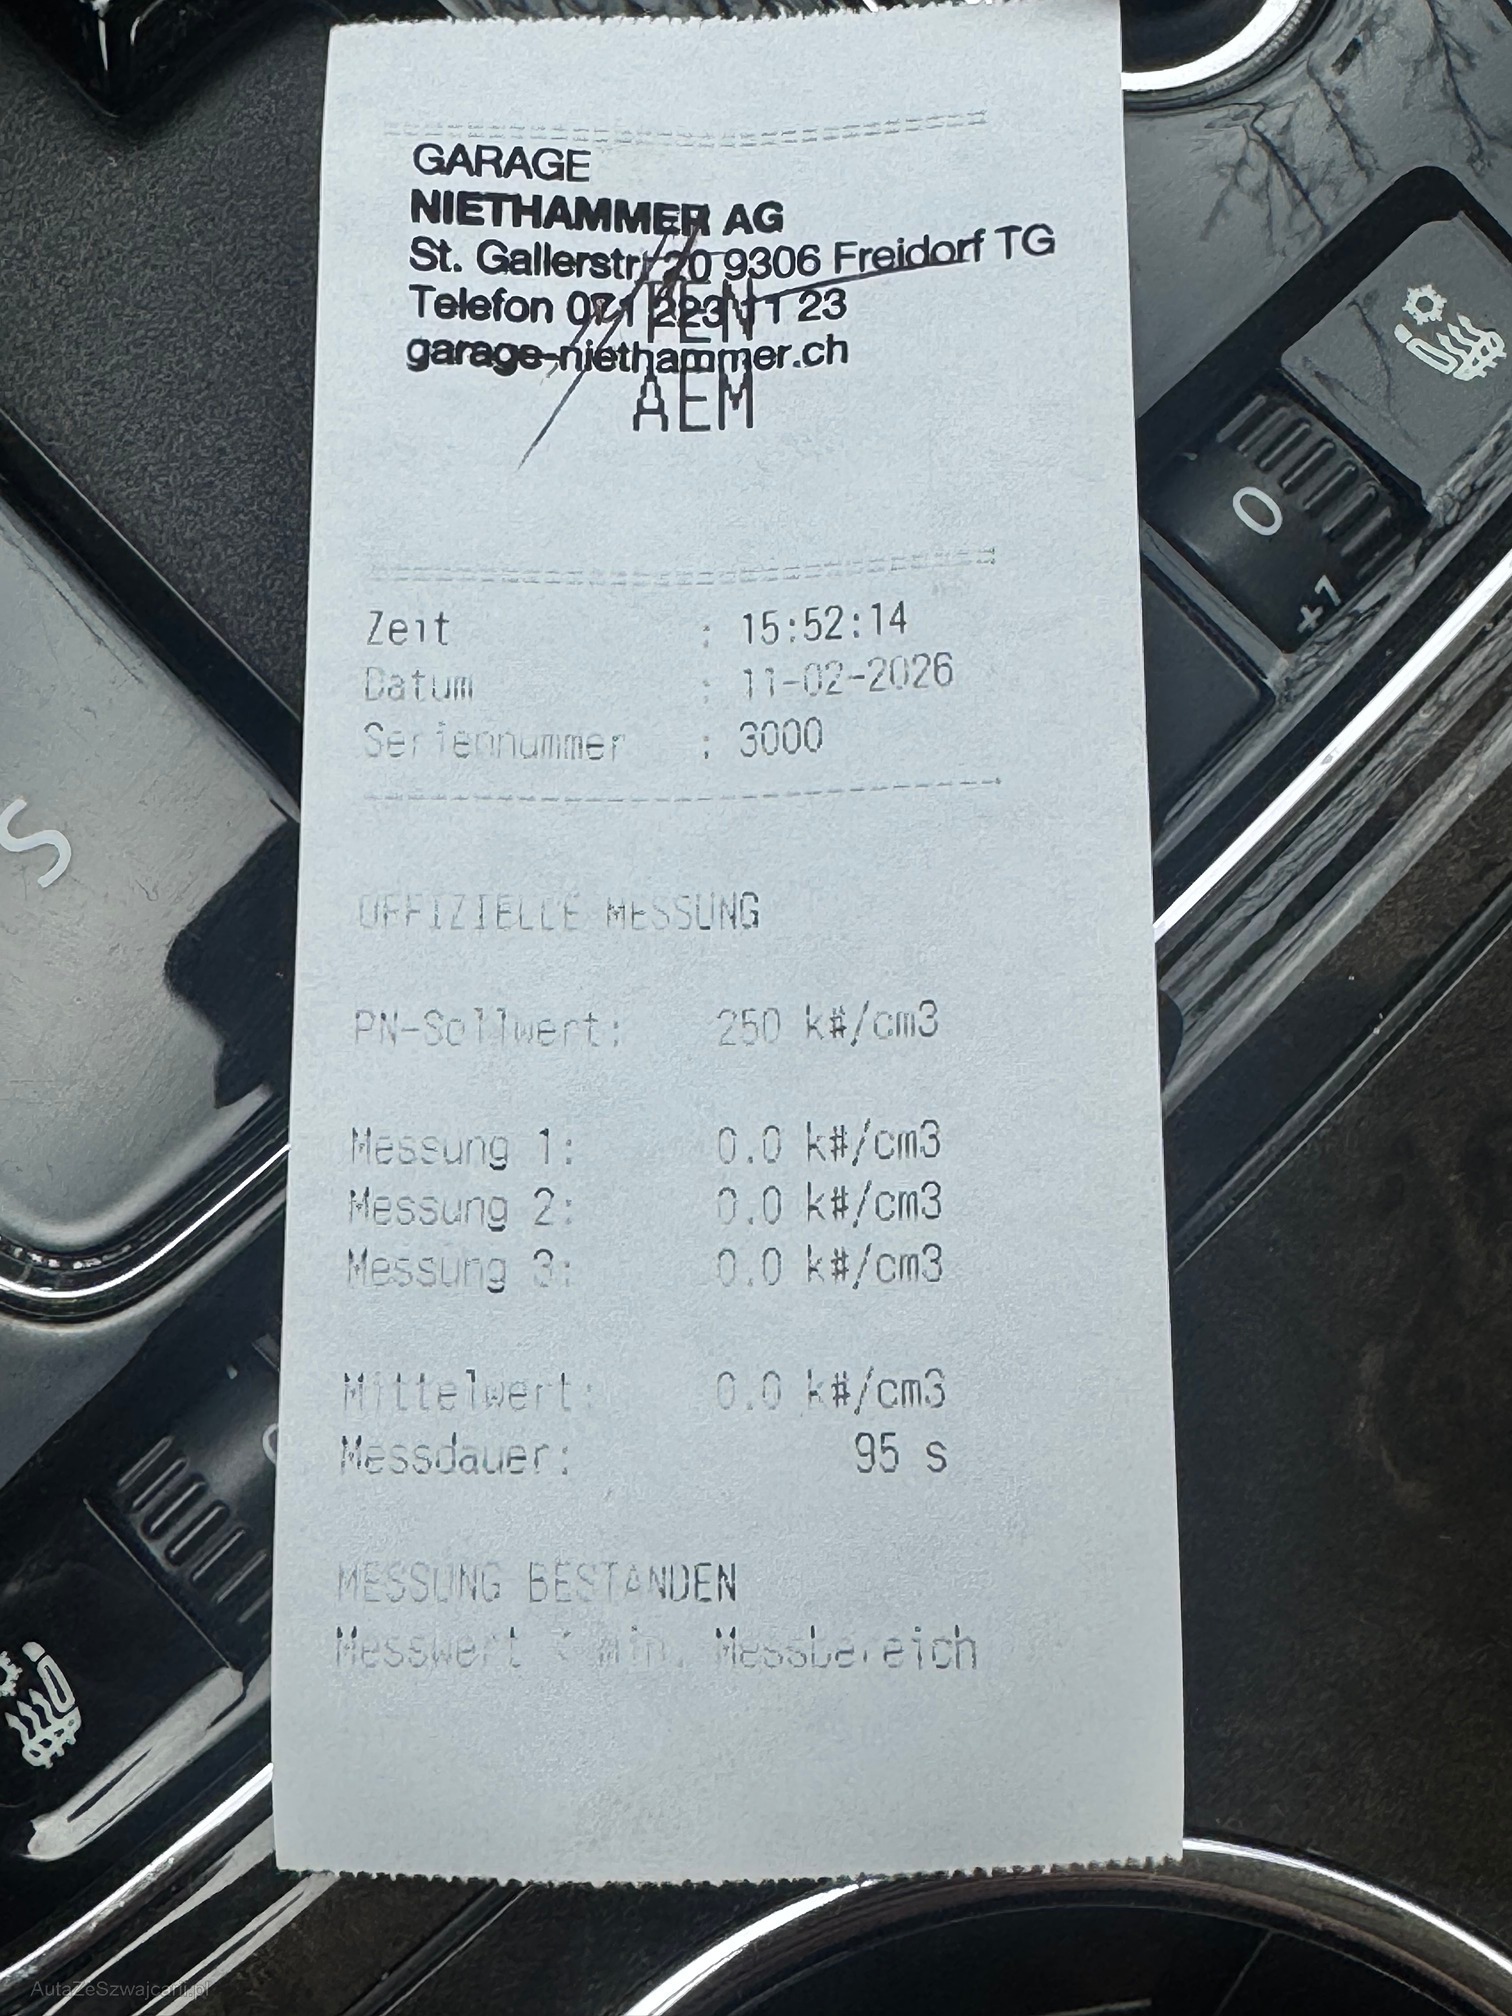 GARAGE
NIETHAMMER AG
St. Gallerstr. 20 9306 Freidorf TG
Telefon 071 223 11 23
garage-niethammer.ch
PEN
AEM
Zeit : 15:52:14
Datum : 11-02-2026
Seriennummer : 3000
OFFIZIELLE MESSUNG
PN-Sollwert: 250 k#/cm3
Messung 1: 0.0 k#/cm3
Messung 2: 0.0 k#/cm3
Messung 3: 0.0 k#/cm3
Mittelwert: 0.0 k#/cm3
Messdauer: 95 s
MESSUNG BESTANDEN
Messwert < min. Messbereich
0
+1
S
AutaZeSzwajcarii.pl